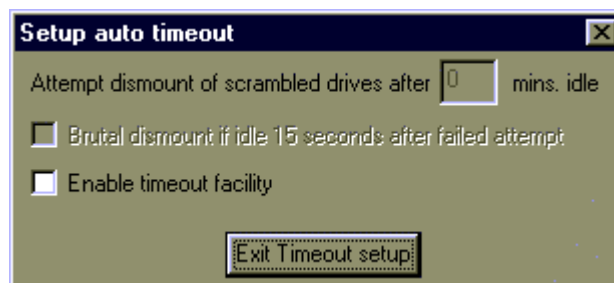 Setup auto timeout
Attempt dismount of scrambled drives after 0 mins. idle
Brutal dismount if idle 15 seconds after failed attempt
Enable timeout facility
Exit Timeout setup